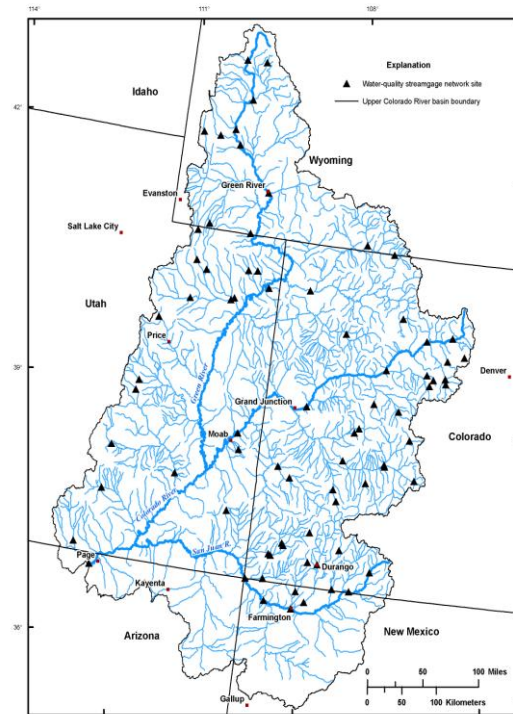 114°
111°
108°
Explanation
Water-quality streamgage network site
Upper Colorado River basin boundary
42°
Idaho
Wyoming
Evanston
Green River
Salt Lake City
Utah
Price
Green River
39°
Denver
Grand Junction
Moab
Colorado
Colorado River
San Juan R.
Page
Durango
Kayenta
Farmington
36°
Arizona
New Mexico
0 50 100 Miles
0 50 100 Kilometers
Gallup